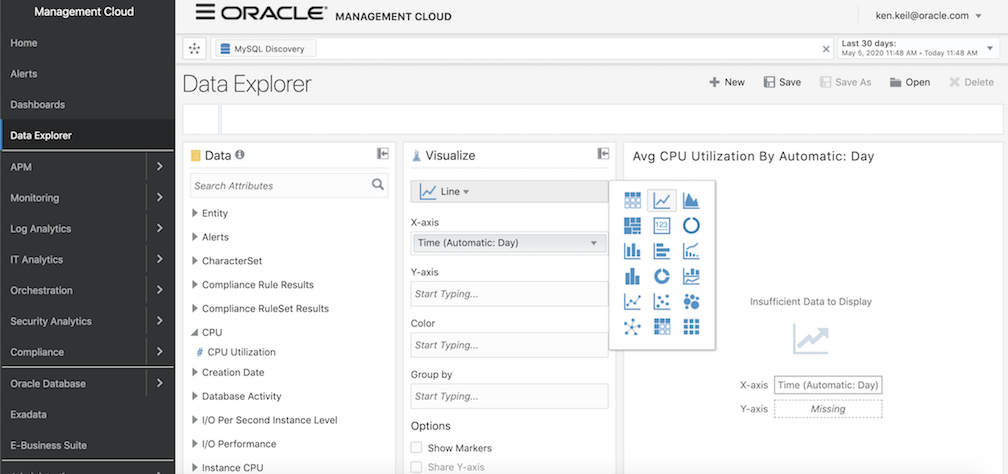 Management Cloud
Home
Alerts
Dashboards
Data Explorer
APM
Monitoring
Log Analytics
IT Analytics
Orchestration
Security Analytics
Compliance
Oracle Database
Exadata
E-Business Suite
ORACLE® MANAGEMENT CLOUD
ken.keil@oracle.com
MySQL Discovery
Last 30 days:
May 5, 2020 11:48 AM - Today 11:48 AM
Data Explorer
New Save Save As Open Delete
Data
Search Attributes
Entity
Alerts
CharacterSet
Compliance Rule Results
Compliance RuleSet Results
CPU
# CPU Utilization
Creation Date
Database Activity
I/O Per Second Instance Level
I/O Performance
Instance CPU
Visualize
Line
X-axis
Time (Automatic: Day)
Y-axis
Start Typing...
Color
Start Typing...
Group by
Start Typing...
Options
Show Markers
Share Y-axis
123
Avg CPU Utilization By Automatic: Day
Insufficient Data to Display
X-axis Time (Automatic: Day)
Y-axis Missing